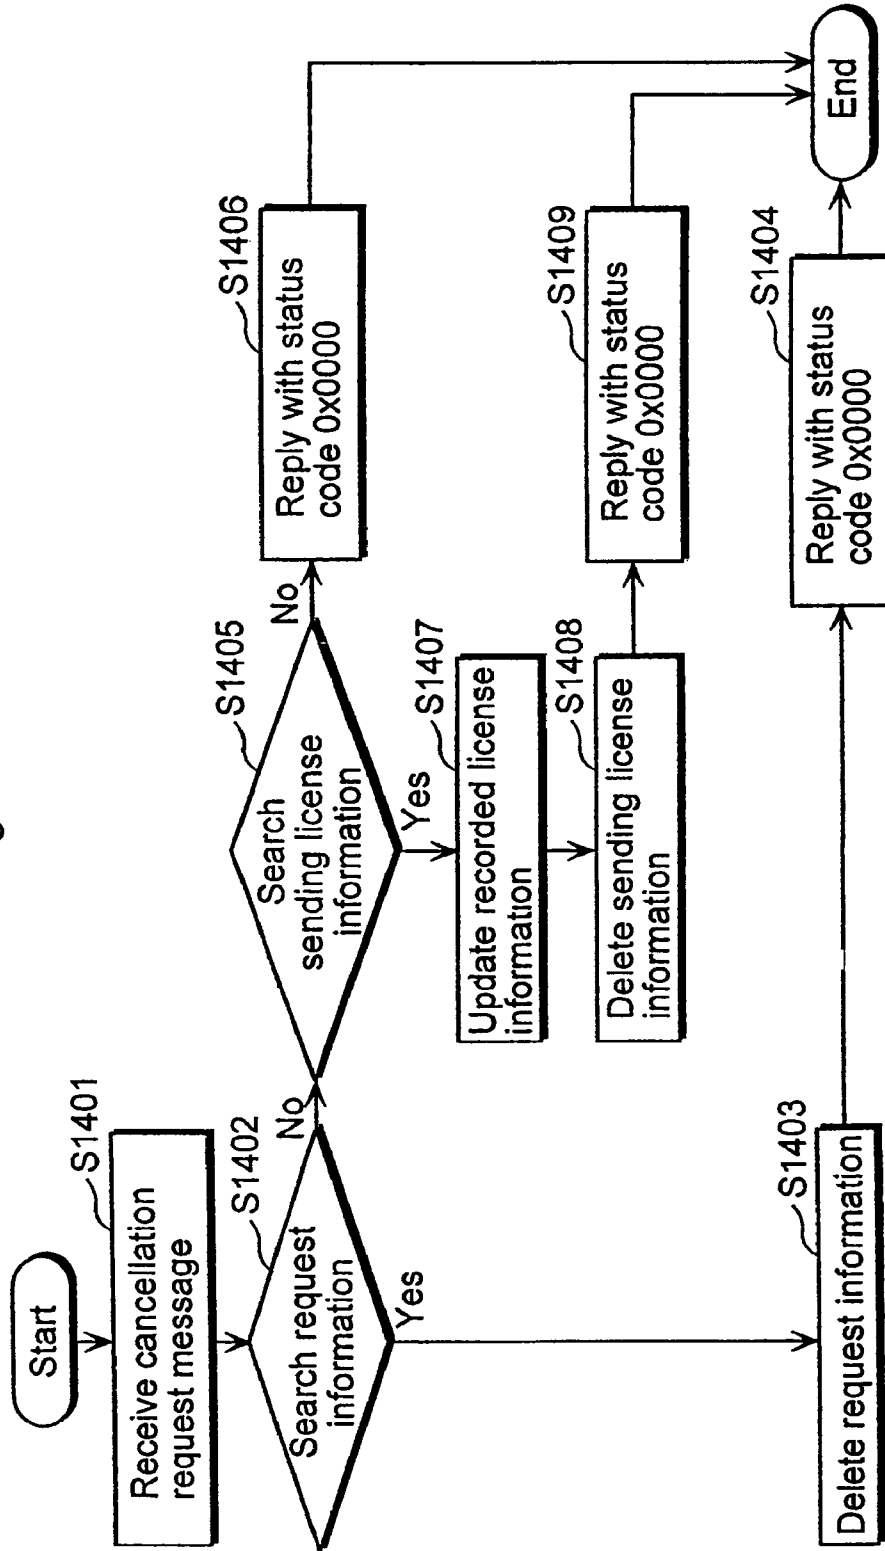 Start
S1401
Receive cancellation
request message
S1402
Search request
information
No
Yes
S1405
Search
sending license
information
No
Yes
S1406
Reply with status
code 0x0000
S1407
Update recorded license
information
S1408
Delete sending license
information
S1409
Reply with status
code 0x0000
S1403
Delete request information
S1404
Reply with status
code 0x0000
End